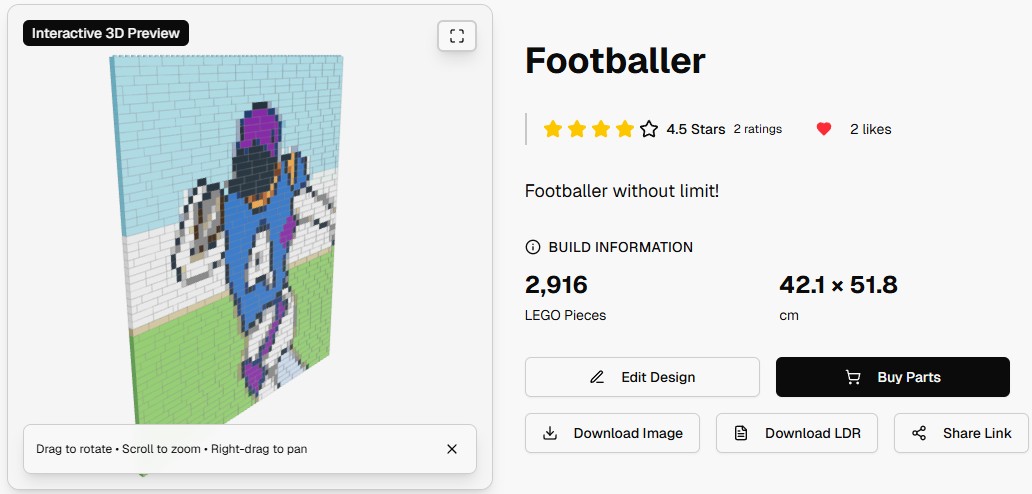 Interactive 3D Preview
Footballer
4.5 Stars 2 ratings 2 likes
Footballer without limit!
BUILD INFORMATION
2,916 42.1 × 51.8
LEGO Pieces cm
Edit Design Buy Parts
Download Image Download LDR Share Link
Drag to rotate • Scroll to zoom • Right-drag to pan